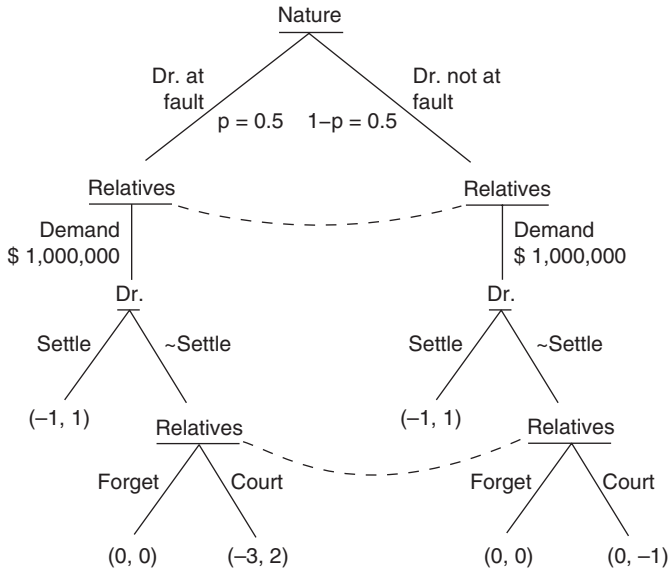 Nature
Dr. at
fault
Dr. not at
fault
p = 0.5 1–p = 0.5
Relatives
Relatives
Demand
$ 1,000,000
Demand
$ 1,000,000
Dr.
Dr.
Settle
~Settle
Settle
~Settle
(–1, 1)
Relatives
(–1, 1)
Relatives
Forget
Court
Forget
Court
(0, 0)
(–3, 2)
(0, 0)
(0, –1)